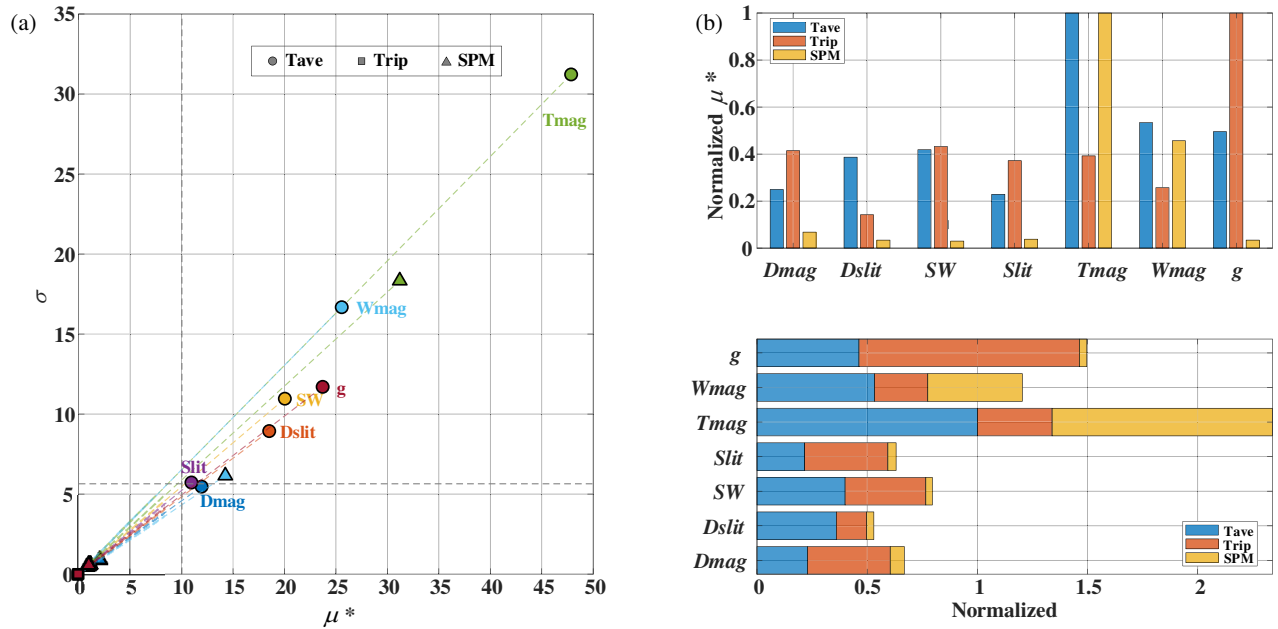 (a)
35
30
25
20
15
10
5
0
σ
Tave Trip SPM
Tmag
Wmag
g
SW
Dslit
Slit
Dmag
0 5 10 15 20 25 30 35 40 45 50
μ *
(b)
Normalized μ *
1
0.8
0.6
0.4
0.2
0
Tave
Trip
SPM
Dmag Dslit SW Slit Tmag Wmag g
g
Wmag
Tmag
Slit
SW
Dslit
Dmag
Tave
Trip
SPM
0 0.5 1 1.5 2
Normalized